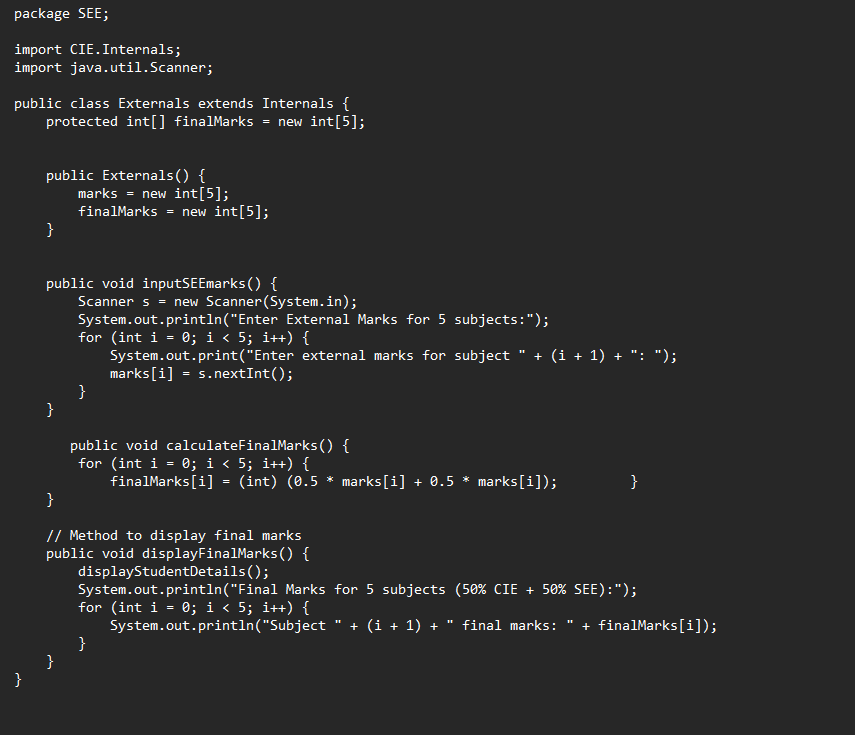 package SEE;

import CIE.Internals;
import java.util.Scanner;

public class Externals extends Internals {
    protected int[] finalMarks = new int[5];


    public Externals() {
        marks = new int[5];
        finalMarks = new int[5];
    }


    public void inputSEEmarks() {
        Scanner s = new Scanner(System.in);
        System.out.println("Enter External Marks for 5 subjects:");
        for (int i = 0; i < 5; i++) {
            System.out.print("Enter external marks for subject " + (i + 1) + ": ");
            marks[i] = s.nextInt();
        }
    }

       public void calculateFinalMarks() {
        for (int i = 0; i < 5; i++) {
            finalMarks[i] = (int) (0.5 * marks[i] + 0.5 * marks[i]);         }
    }

    // Method to display final marks
    public void displayFinalMarks() {
        displayStudentDetails();
        System.out.println("Final Marks for 5 subjects (50% CIE + 50% SEE):");
        for (int i = 0; i < 5; i++) {
            System.out.println("Subject " + (i + 1) + " final marks: " + finalMarks[i]);
        }
    }
}